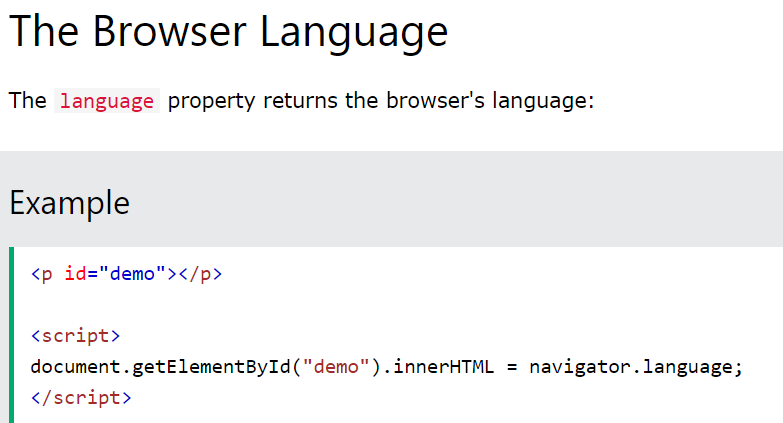 The Browser Language
The language property returns the browser's language:
Example
<p id="demo"></p>
<script>
document.getElementById("demo").innerHTML = navigator.language;
</script>